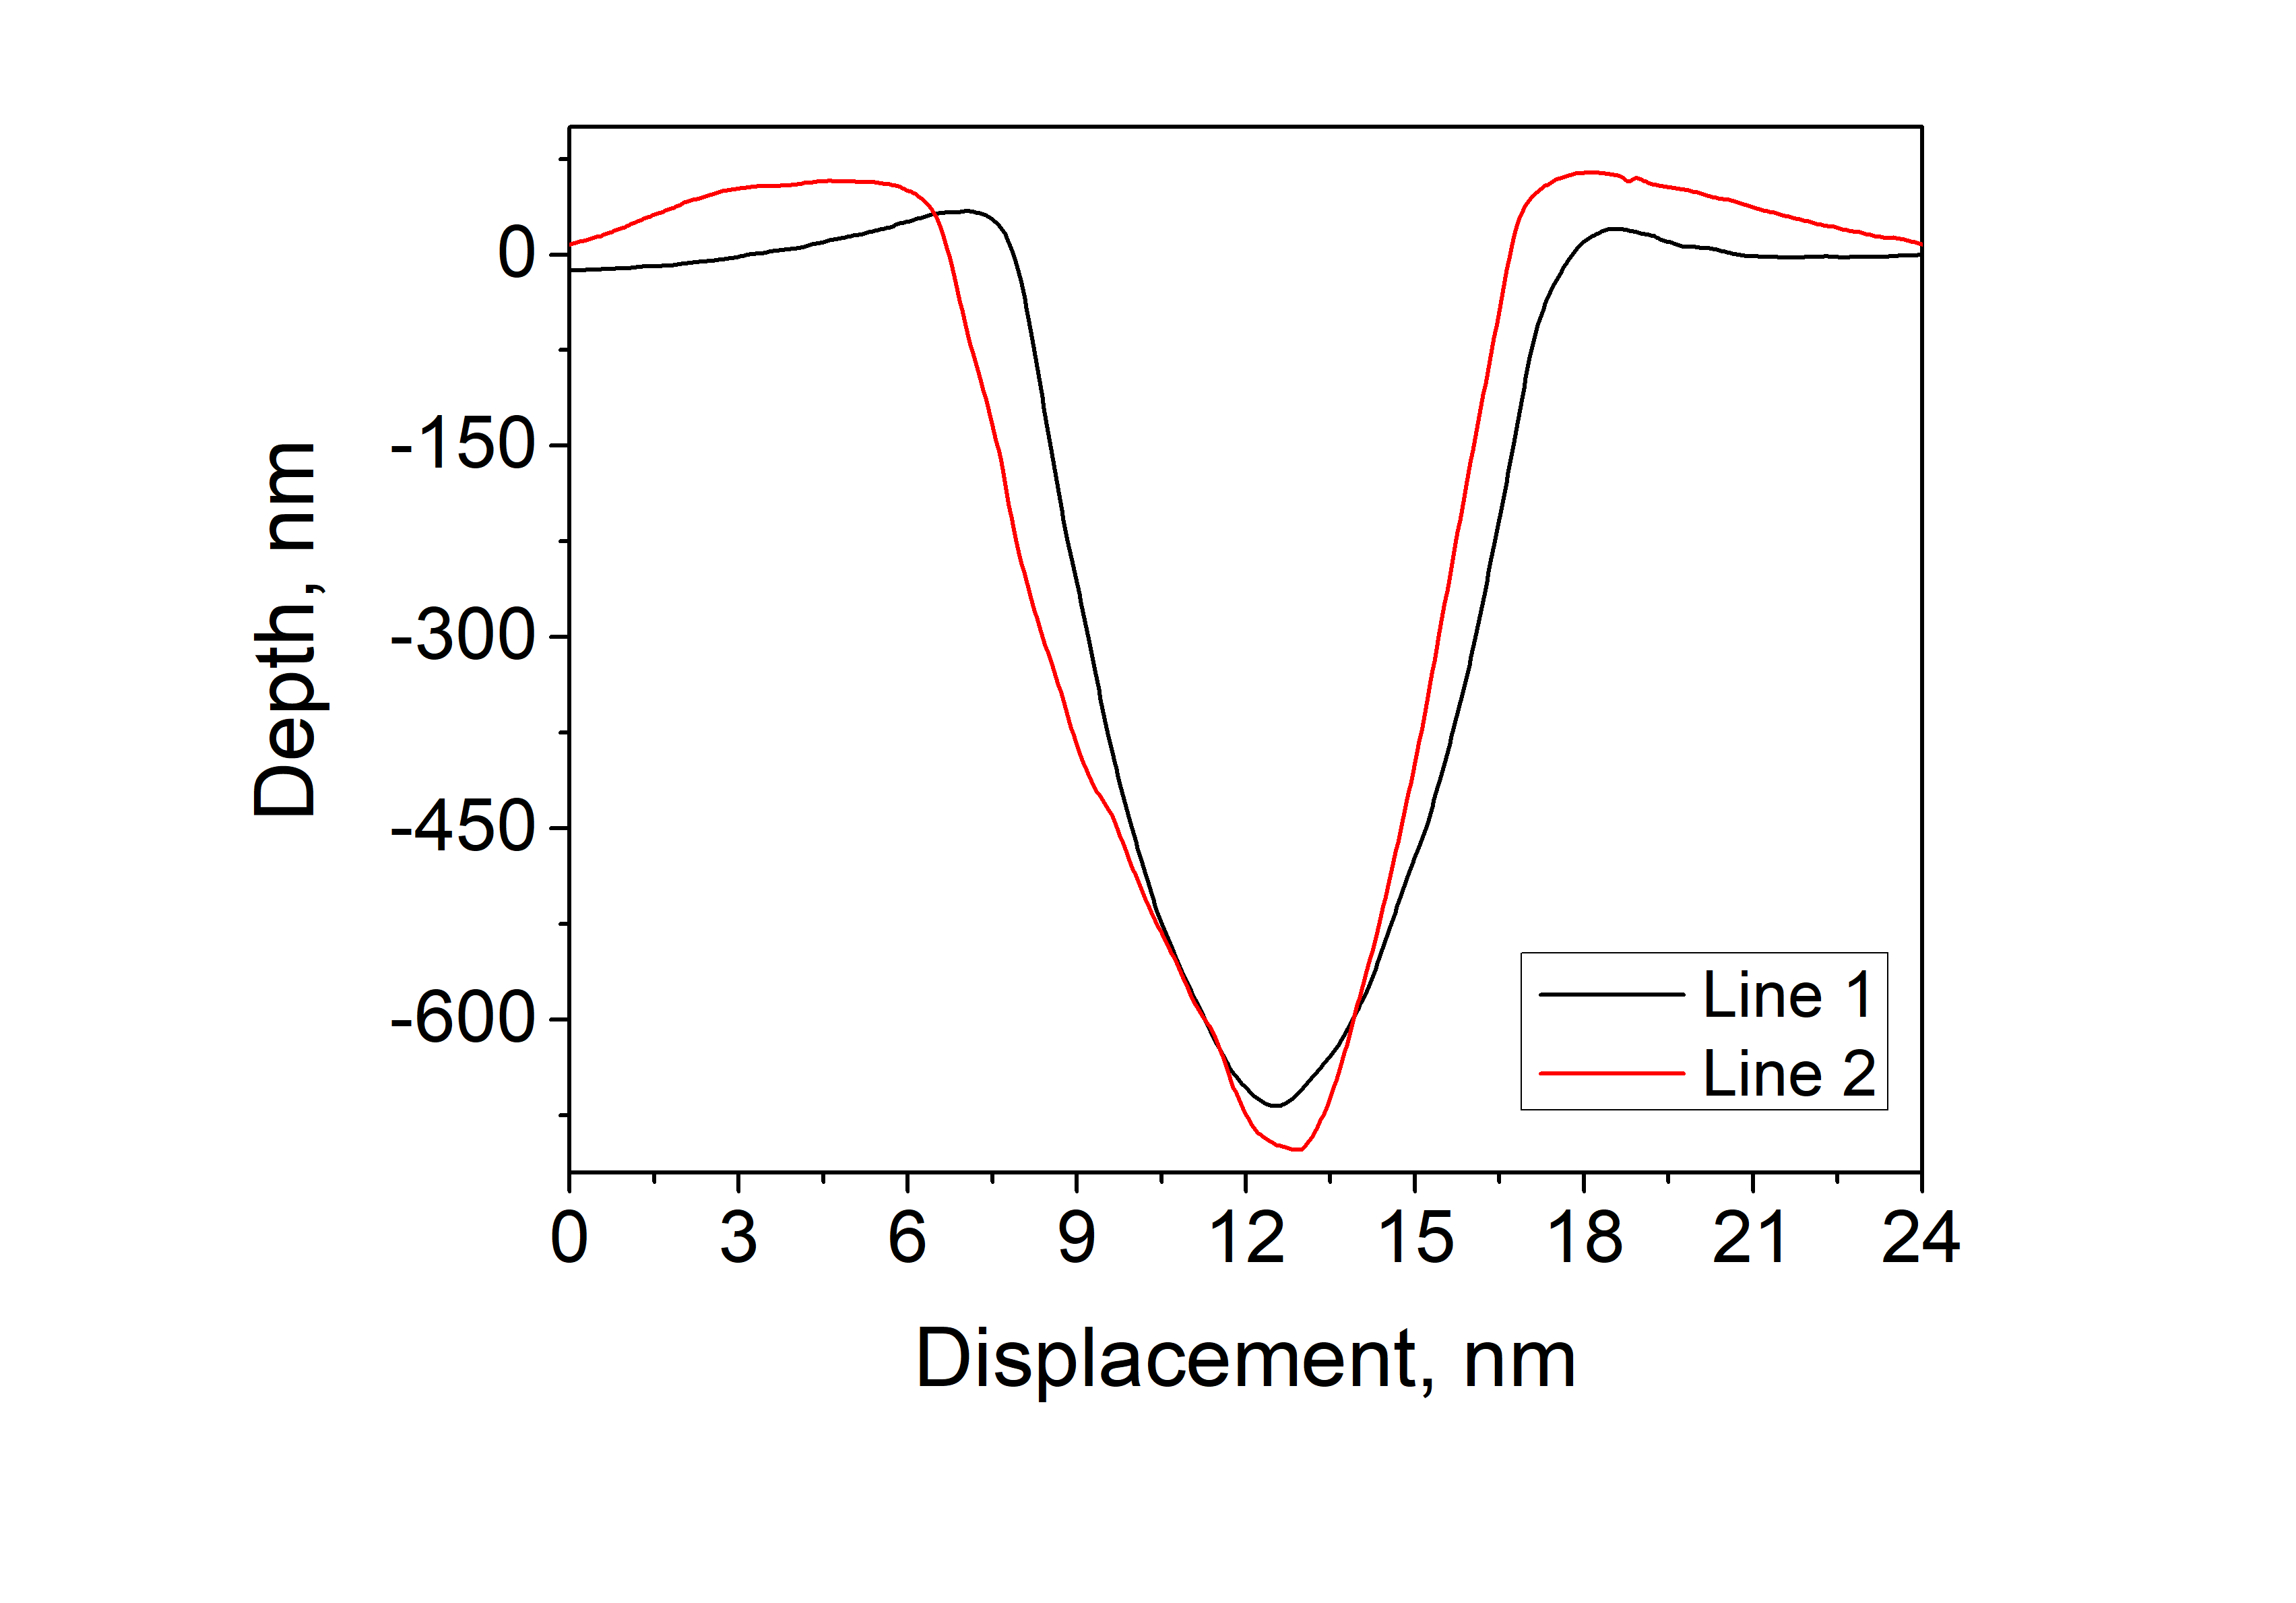 0
-150
-300
-450
-600
Depth, nm
Line 1
Line 2
0 3 6 9 12 15 18 21 24
Displacement, nm